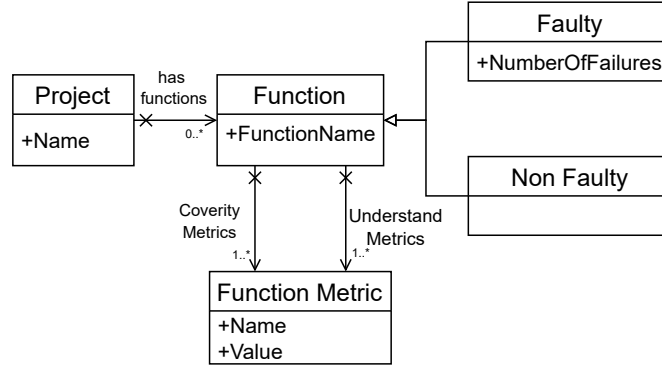 Project
+Name
has
functions
0..*
Function
+FunctionName
Faulty
+NumberOfFailures
Non Faulty
Coverity
Metrics
1..*
Understand
Metrics
1..*
Function Metric
+Name
+Value